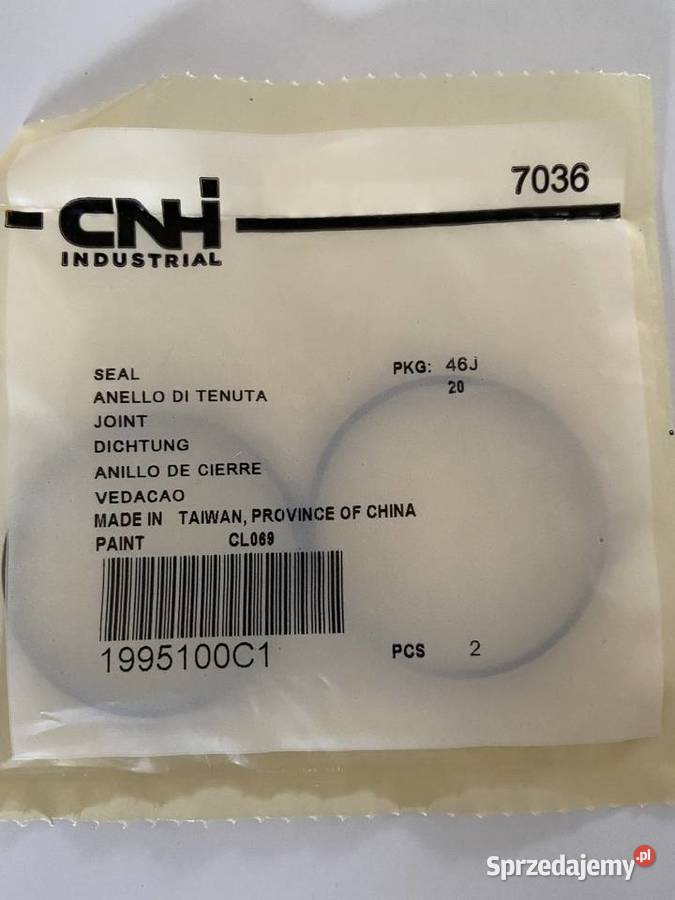 7036
CNHi
INDUSTRIAL
SEAL
PKG: 46J
ANELLO DI TENUTA
20
JOINT
DICHTUNG
ANILLO DE CIERRE
VEDACAO
MADE IN TAIWAN, PROVINCE OF CHINA
PAINT CL069
1995100C1
PCS 2
Sprzedajemy.pl